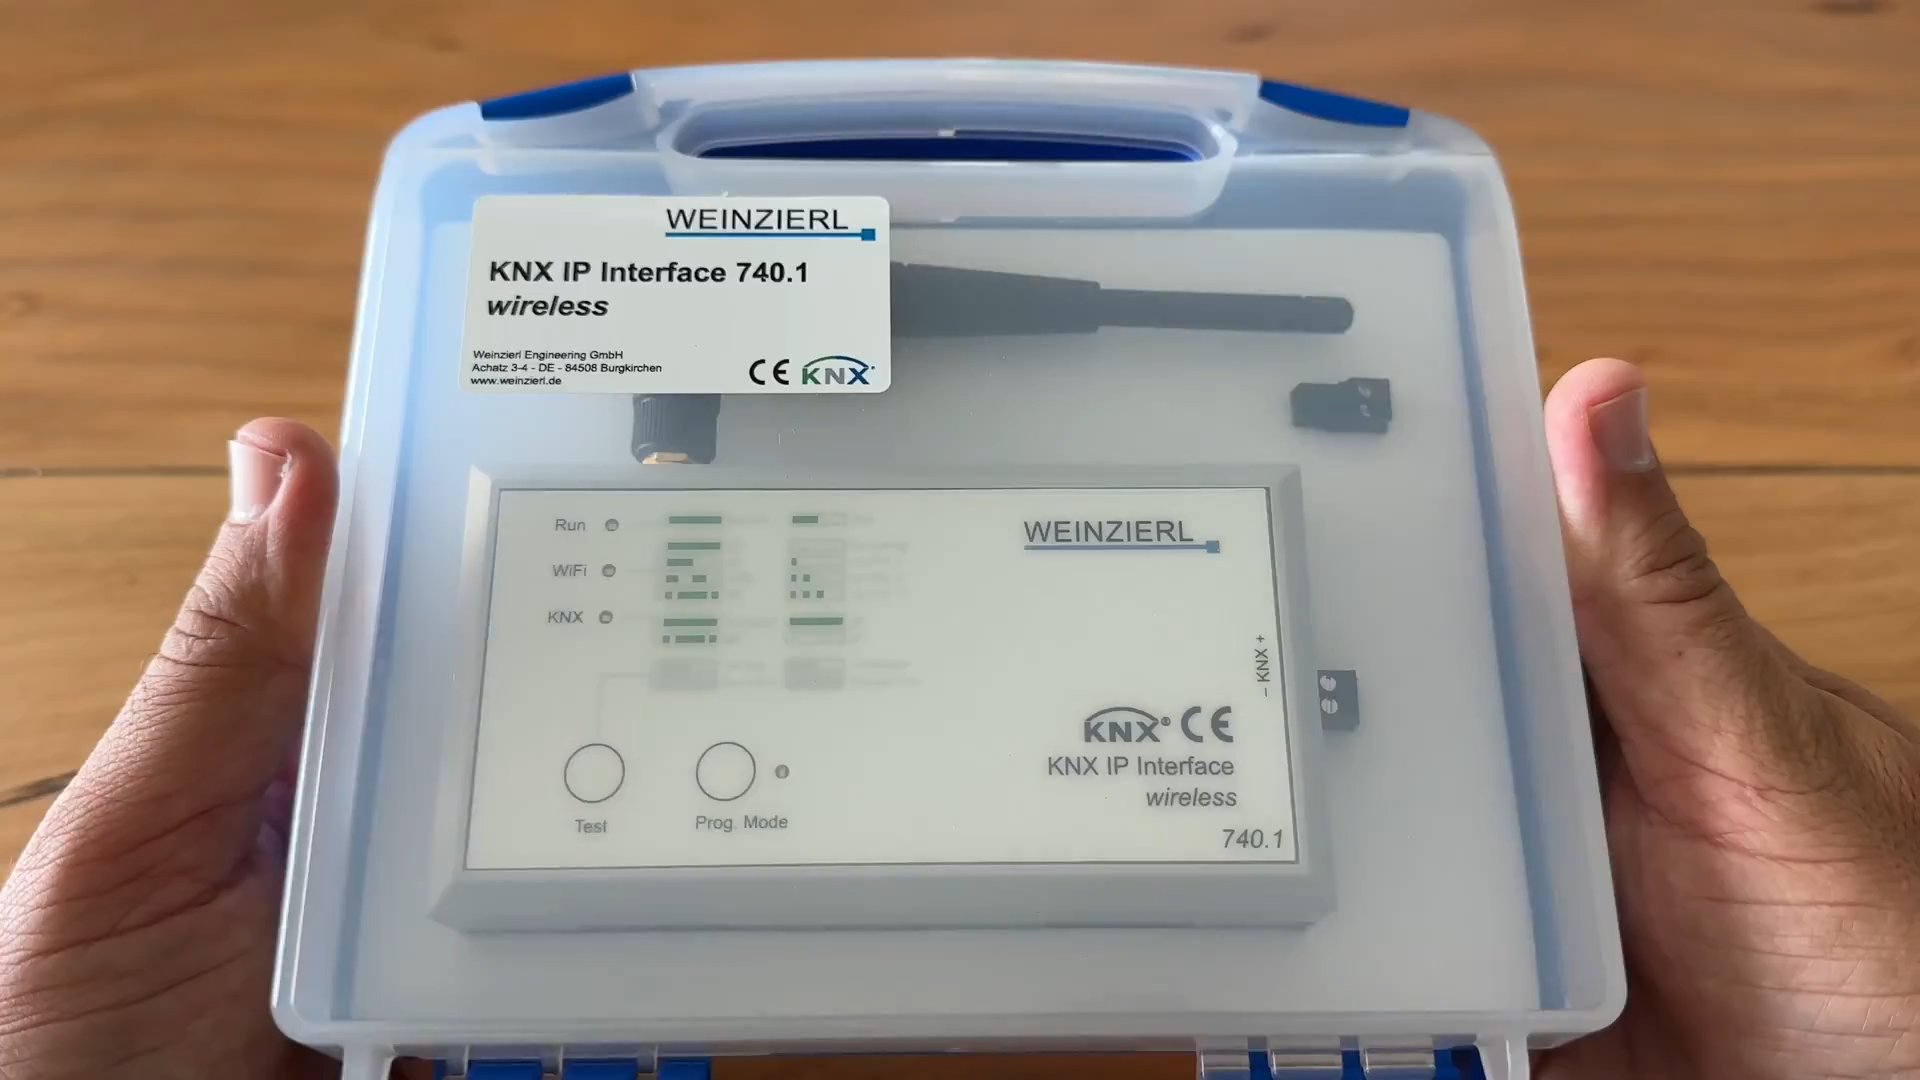 WEINZIERL
KNX IP Interface 740.1
wireless
Weinzierl Engineering GmbH
Achatz 3-4 - DE - 84508 Burgkirchen
www.weinzierl.de
CE KNX
Run
WiFi
KNX
WEINZIERL
– KNX +
KNX® CE
KNX IP Interface
wireless
740.1
Test
Prog. Mode